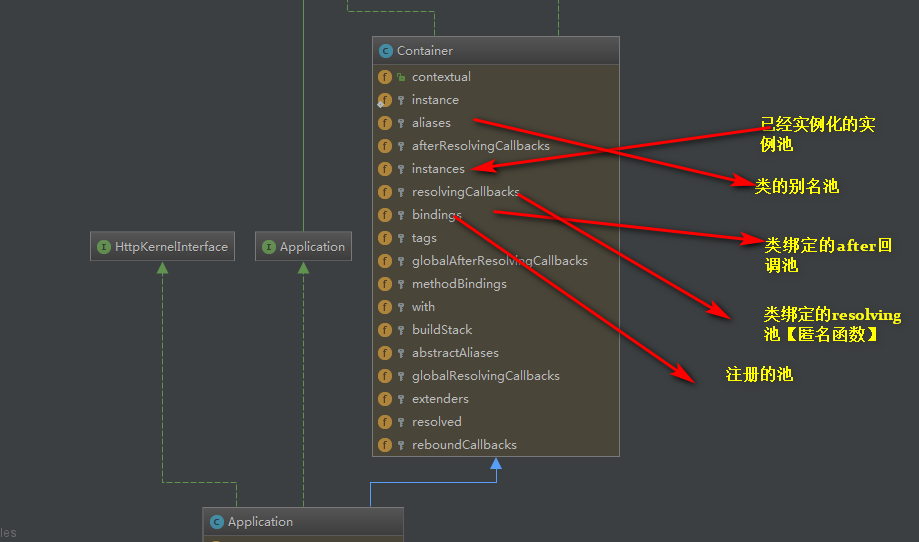 Container
contextual
instance
aliases
afterResolvingCallbacks
instances
resolvingCallbacks
bindings
tags
globalAfterResolvingCallbacks
methodBindings
with
buildStack
abstractAliases
globalResolvingCallbacks
extenders
resolved
reboundCallbacks
已经实例化的实
例池
类的别名池
类绑定的after回
调池
类绑定的resolving
池【匿名函数】
注册的池
HttpKernelInterface
Application
Application
les